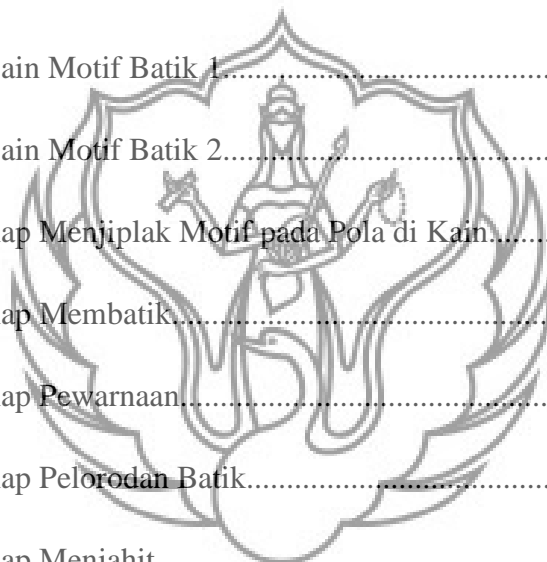 ain Motif Batik 1....................................
ain Motif Batik 2....................................
ap Menjiplak Motif pada Pola di Kain.......
ap Membatik..........................................
ap Pewarnaan.........................................
ap Pelorodan Batik.................................
ap Menjahit